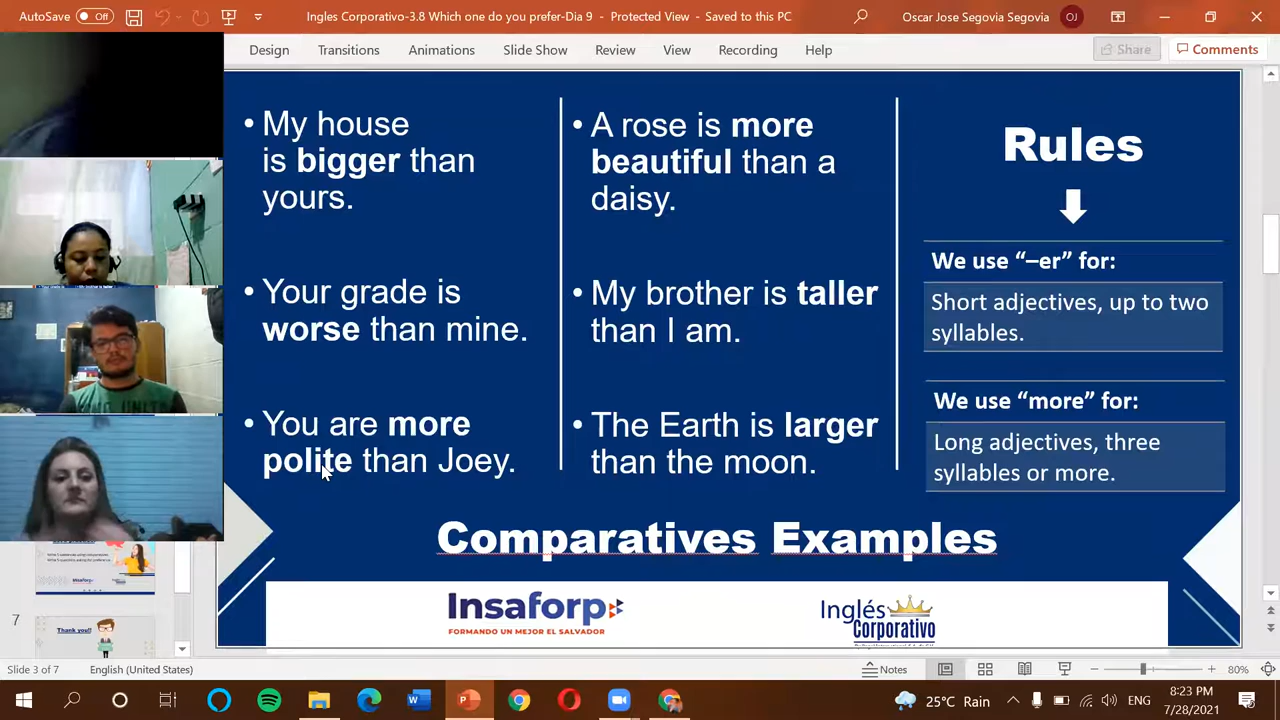 AutoSave Off
Ingles Corporativo-3.8 Which one do you prefer-Dia 9 - Protected View - Saved to this PC
Oscar Jose Segovia Segovia OJ
Design Transitions Animations Slide Show Review View Recording Help
Share Comments
• My house
is bigger than
yours.
• Your grade is
worse than mine.
• You are more
polite than Joey.
• A rose is more
beautiful than a
daisy.
• My brother is taller
than I am.
• The Earth is larger
than the moon.
Rules
We use “–er” for:
Short adjectives, up to two
syllables.
We use “more” for:
Long adjectives, three
syllables or more.
Comparatives Examples
Insaforp
FORMANDO UN MEJOR EL SALVADOR
Inglés
Corporativo
7
Thank you!!
Slide 3 of 7 English (United States)
Notes
80%
25°C Rain
ENG
8:23 PM
7/28/2021